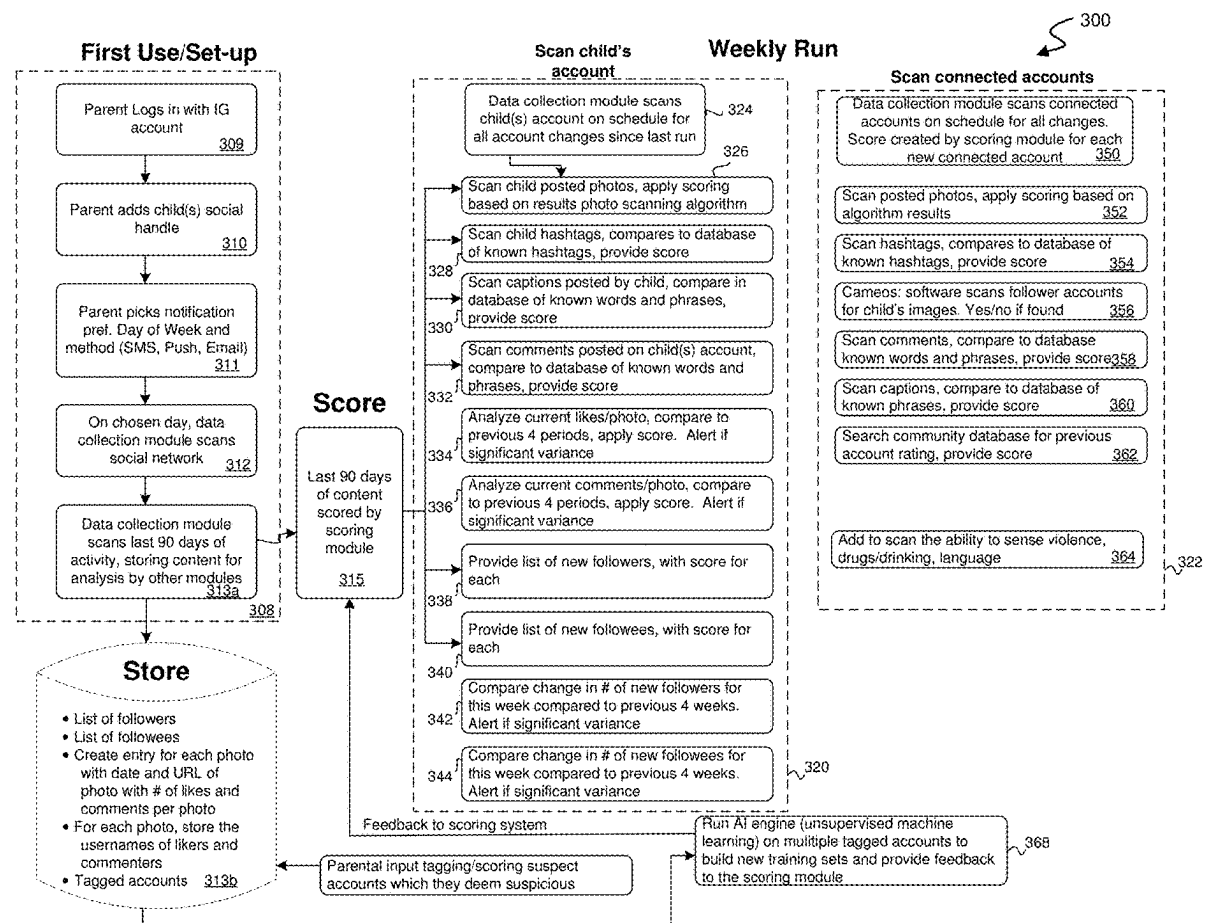 300
First Use/Set-up
Parent Logs in with IG
account
309
Parent adds child(s) social
handle
310
Parent picks notification
pref. Day of Week and
method (SMS, Push, Email)
311
On chosen day, data
collection module scans
social network
312
Data collection module
scans last 90 days of
activity, storing content for
analysis by other modules
313a
308
Store
• List of followers
• List of followees
• Create entry for each photo
with date and URL of
photo with # of likes and
comments per photo
• For each photo, store the
usernames of likers and
commenters
• Tagged accounts 313b
Score
Last 90 days
of content
scored by
scoring
module
315
Weekly Run
Scan child's
account
Data collection module scans
child(s) account on schedule for
all account changes since last run
324
326
Scan child posted photos, apply scoring
based on results photo scanning algorithm
Scan child hashtags, compares to database
of known hashtags, provide score
328
Scan captions posted by child, compare in
database of known words and phrases,
provide score
330
Scan comments posted on child(s) account,
compare to database of known words and
phrases, provide score
332
Analyze current likes/photo, compare to
previous 4 periods, apply score. Alert if
significant variance
334
Analyze current comments/photo, compare
to previous 4 periods, apply score. Alert if
significant variance
336
Provide list of new followers, with score for
each
338
Provide list of new followees, with score for
each
340
Compare change in # of new followers for
this week compared to previous 4 weeks.
Alert if significant variance
342
Compare change in # of new followees for
this week compared to previous 4 weeks.
Alert if significant variance
344
320
Scan connected accounts
Data collection module scans connected
accounts on schedule for all changes.
Score created by scoring module for each
new connected account 350
Scan posted photos, apply scoring based on
algorithm results 352
Scan hashtags, compares to database of
known hashtags, provide score 354
Cameos: software scans follower accounts
for child's images. Yes/no if found 356
Scan comments, compare to database
known words and phrases, provide score 358
Scan captions, compare to database of
known phrases, provide score 360
Search community database for previous
account rating, provide score 362
Add to scan the ability to sense violence,
drugs/drinking, language 364
322
Feedback to scoring system
Run AI engine (unsupervised machine
learning) on mulitiple tagged accounts to
build new training sets and provide feedback
to the scoring module
368
Parental input tagging/scoring suspect
accounts which they deem suspicious